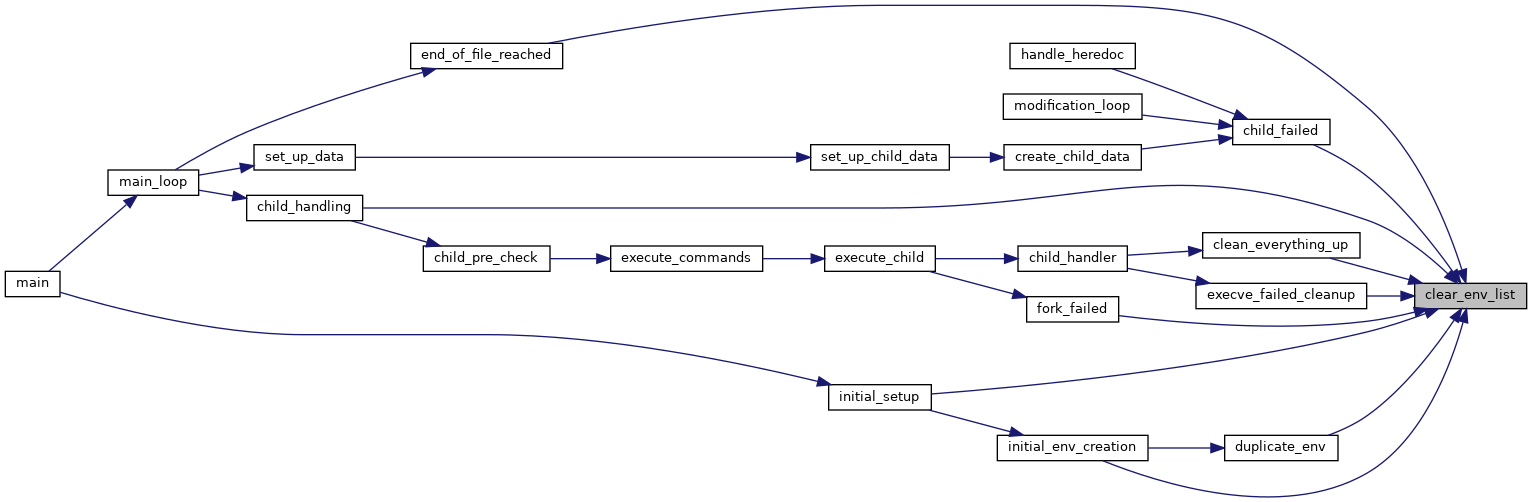 end_of_file_reached
handle_heredoc
modification_loop
child_failed
set_up_data
set_up_child_data
create_child_data
main_loop
child_handling
clean_everything_up
child_pre_check
execute_commands
execute_child
child_handler
main
execve_failed_cleanup
clear_env_list
fork_failed
initial_setup
initial_env_creation
duplicate_env